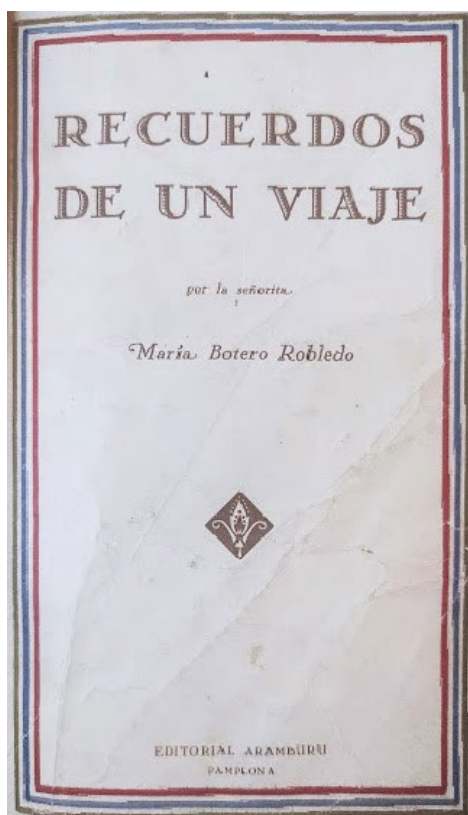 RECUERDOS
DE UN VIAJE
por la señorita
María Botero Robledo
EDITORIAL ARAMBURU
PAMPLONA